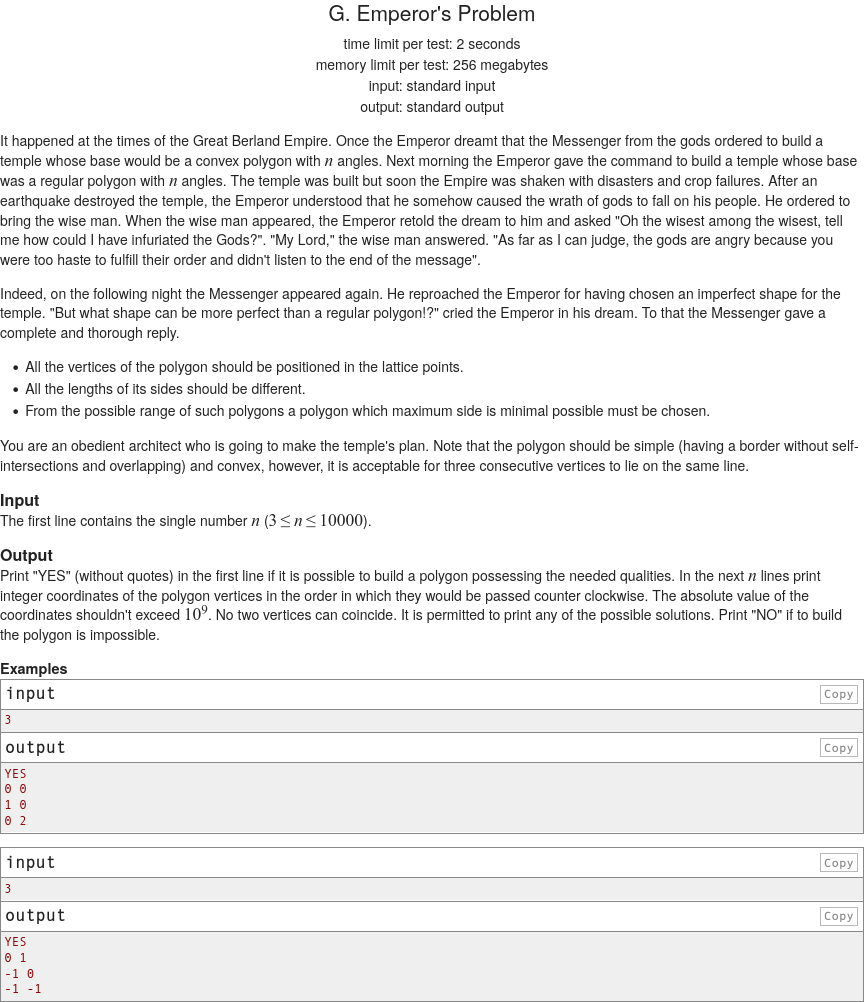 G. Emperor's Problem
time limit per test: 2 seconds
memory limit per test: 256 megabytes
input: standard input
output: standard output
It happened at the times of the Great Berland Empire. Once the Emperor dreamt that the Messenger from the gods ordered to build a
temple whose base would be a convex polygon with n angles. Next morning the Emperor gave the command to build a temple whose base
was a regular polygon with n angles. The temple was built but soon the Empire was shaken with disasters and crop failures. After an
earthquake destroyed the temple, the Emperor understood that he somehow caused the wrath of gods to fall on his people. He ordered to
bring the wise man. When the wise man appeared, the Emperor retold the dream to him and asked "Oh the wisest among the wisest, tell
me how could I have infuriated the Gods?". "My Lord," the wise man answered. "As far as I can judge, the gods are angry because you
were too haste to fulfill their order and didn't listen to the end of the message".
Indeed, on the following night the Messenger appeared again. He reproached the Emperor for having chosen an imperfect shape for the
temple. "But what shape can be more perfect than a regular polygon!?" cried the Emperor in his dream. To that the Messenger gave a
complete and thorough reply.
• All the vertices of the polygon should be positioned in the lattice points.
• All the lengths of its sides should be different.
• From the possible range of such polygons a polygon which maximum side is minimal possible must be chosen.
You are an obedient architect who is going to make the temple's plan. Note that the polygon should be simple (having a border without self-
intersections and overlapping) and convex, however, it is acceptable for three consecutive vertices to lie on the same line.
Input
The first line contains the single number n (3 ≤ n ≤ 10000).
Output
Print "YES" (without quotes) in the first line if it is possible to build a polygon possessing the needed qualities. In the next n lines print
integer coordinates of the polygon vertices in the order in which they would be passed counter clockwise. The absolute value of the
coordinates shouldn't exceed 10⁹. No two vertices can coincide. It is permitted to print any of the possible solutions. Print "NO" if to build
the polygon is impossible.
Examples
input Copy
3
output Copy
YES
0 0
1 0
0 2
input Copy
3
output Copy
YES
0 1
-1 0
-1 -1